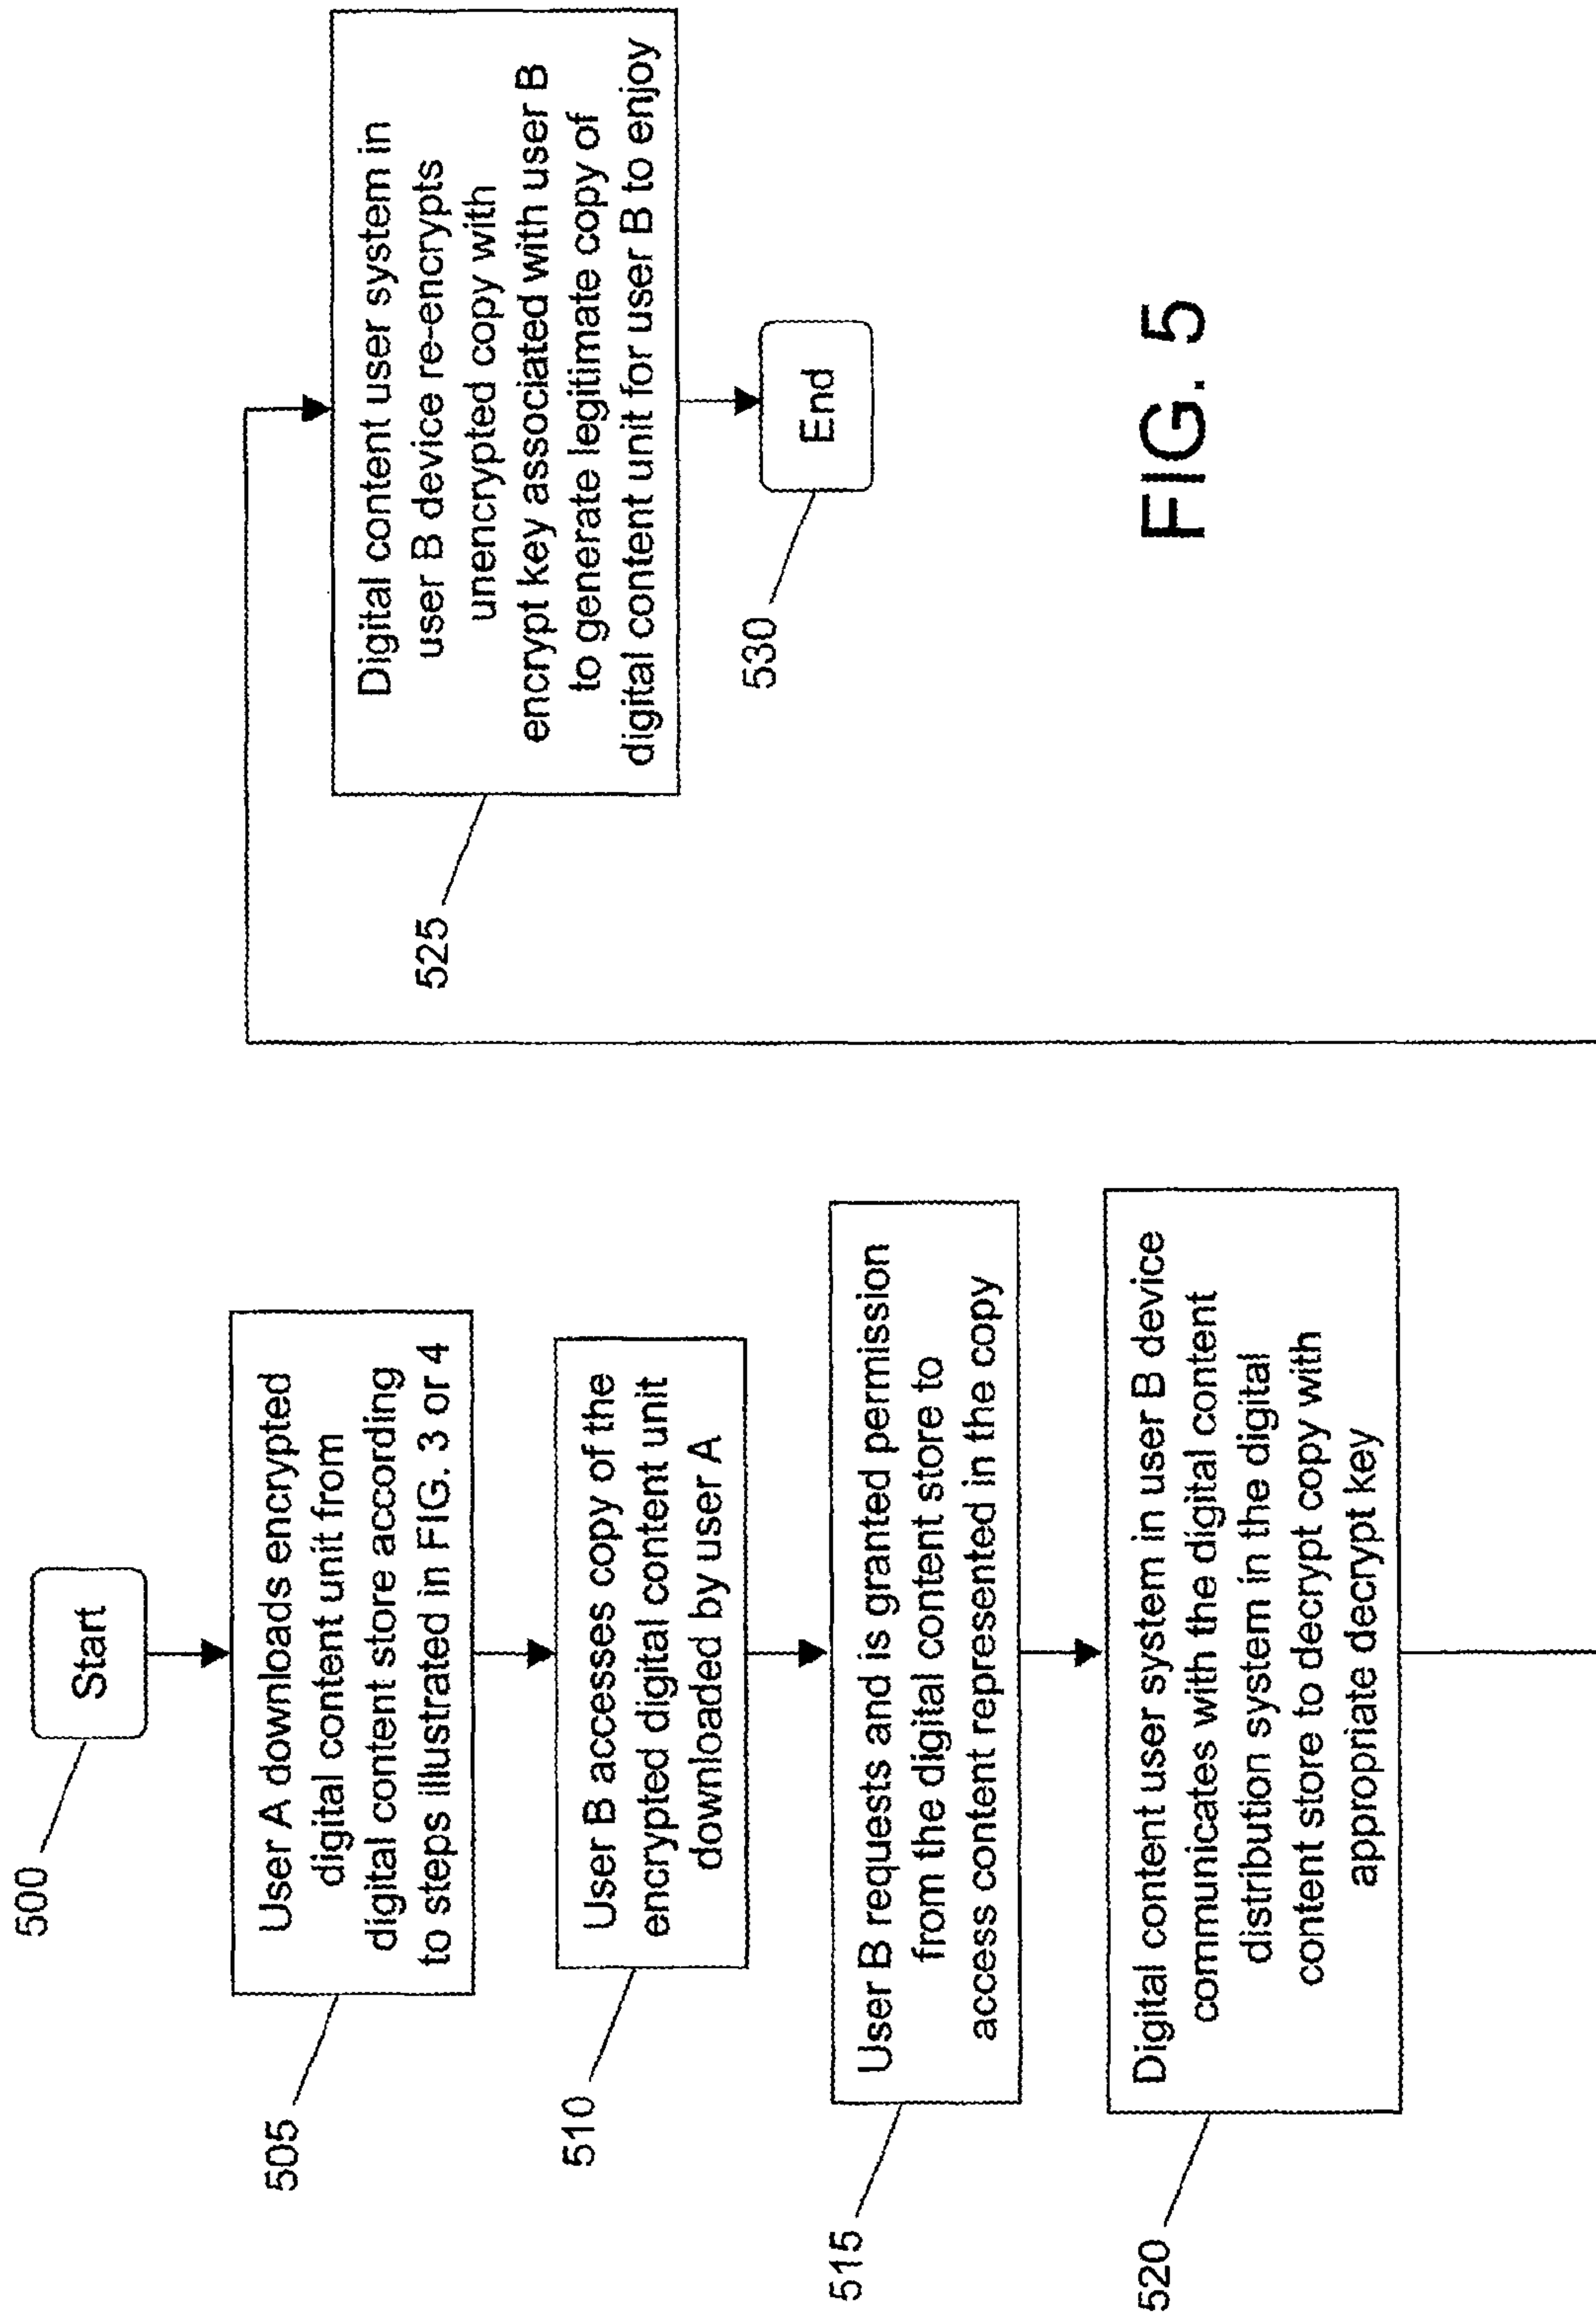 Start
500
User A downloads encrypted
digital content unit from
digital content store according
to steps illustrated in FIG. 3 or 4
505
User B accesses copy of the
encrypted digital content unit
downloaded by user A
510
User B requests and is granted permission
from the digital content store to
access content represented in the copy
515
Digital content user system in user B device
communicates with the digital content
distribution system in the digital
content store to decrypt copy with
appropriate decrypt key
520
Digital content user system in
user B device re-encrypts
unencrypted copy with
encrypt key associated with user B
to generate legitimate copy of
digital content unit for user B to enjoy
525
End
530
FIG. 5